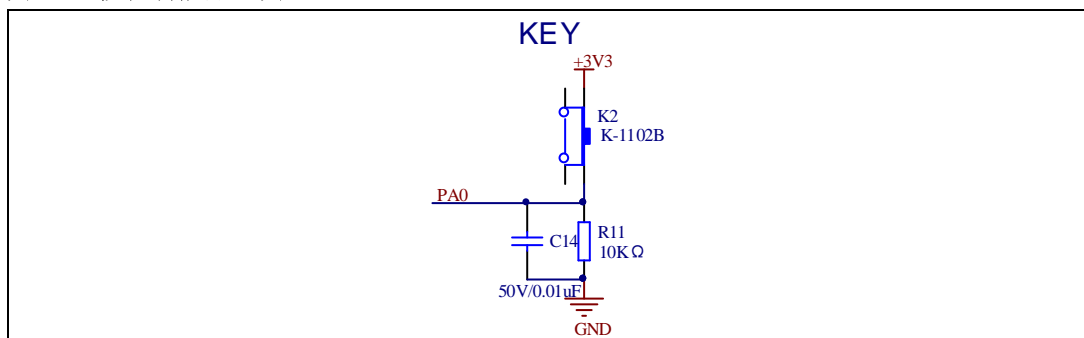 KEY
+3V3
K2
K-1102B
PA0
C14
R11
10KΩ
50V/0.01uF
GND